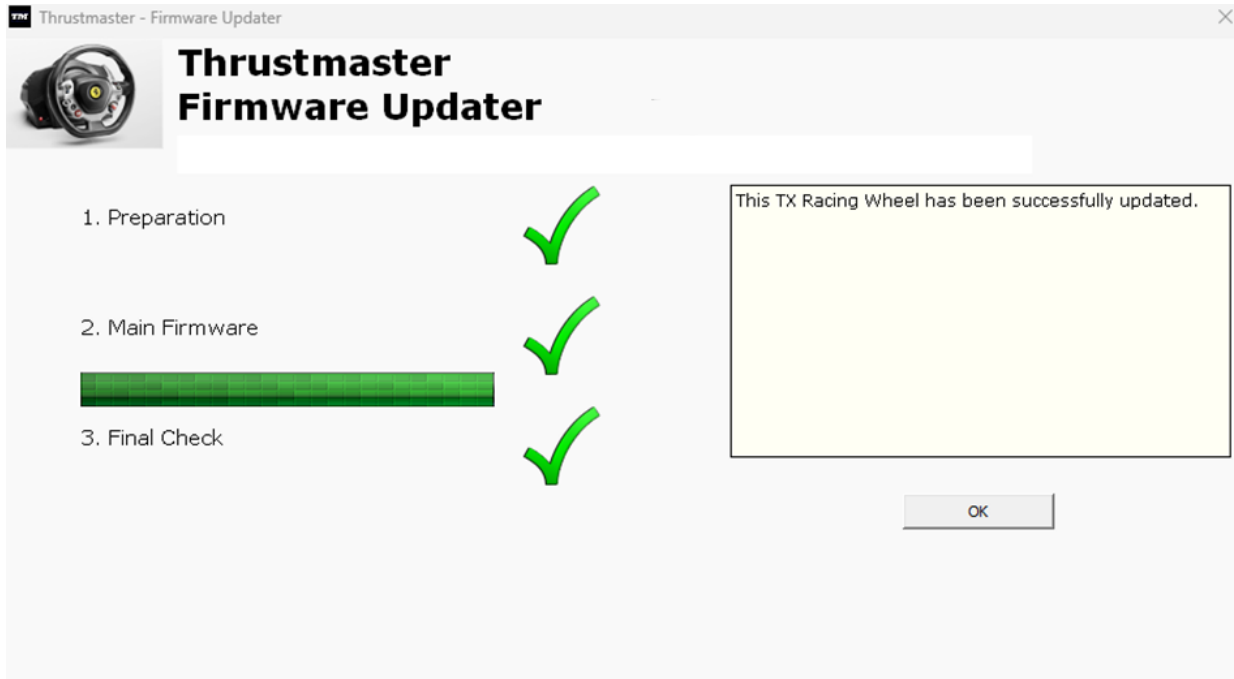 TM Thrustmaster - Firmware Updater
Thrustmaster
Firmware Updater
1. Preparation
This TX Racing Wheel has been successfully updated.
2. Main Firmware
3. Final Check
OK